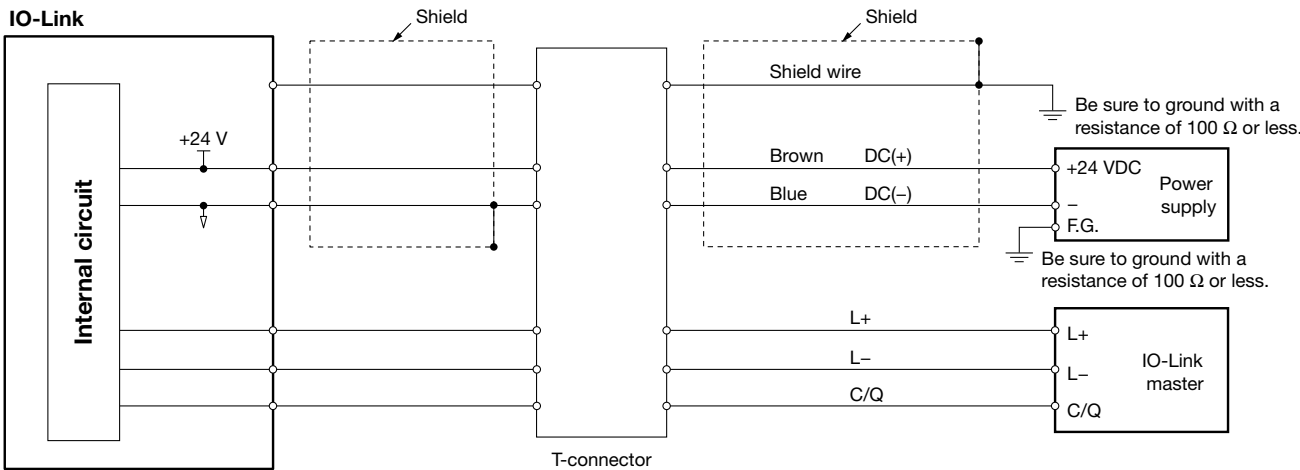 IO-Link
Shield
Shield
Shield wire
Be sure to ground with a
resistance of 100 Ω or less.
+24 V
Brown DC(+)
Blue DC(−)
+24 VDC
−
F.G.
Power
supply
Be sure to ground with a
resistance of 100 Ω or less.
Internal circuit
L+
L−
C/Q
L+
L−
C/Q
IO-Link
master
T-connector